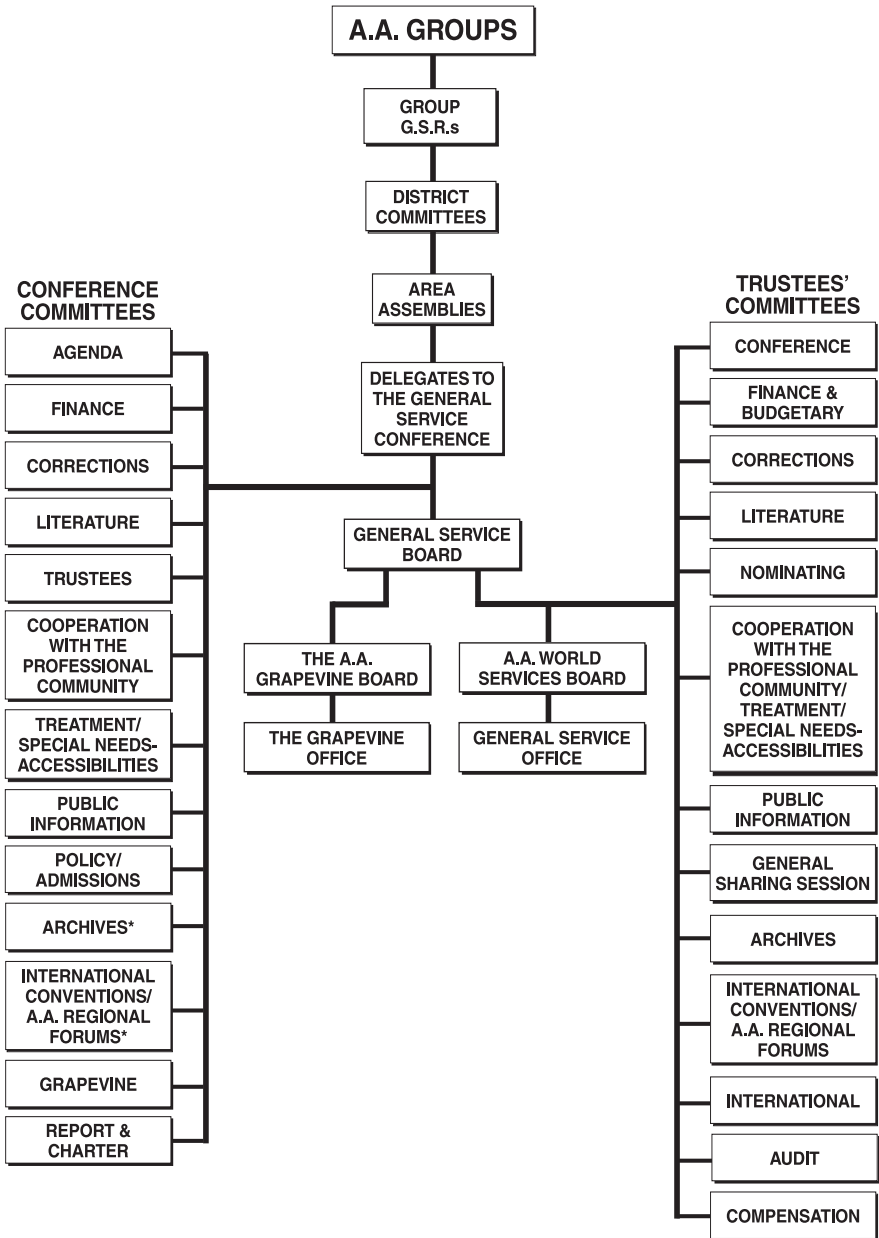 A.A. GROUPS
GROUP
G.S.R.s
DISTRICT
COMMITTEES
AREA
ASSEMBLIES
DELEGATES TO
THE GENERAL
SERVICE
CONFERENCE
GENERAL SERVICE
BOARD
THE A.A.
GRAPEVINE BOARD
A.A. WORLD
SERVICES BOARD
THE GRAPEVINE
OFFICE
GENERAL SERVICE
OFFICE
CONFERENCE
COMMITTEES
AGENDA
FINANCE
CORRECTIONS
LITERATURE
TRUSTEES
COOPERATION
WITH THE
PROFESSIONAL
COMMUNITY
TREATMENT/
SPECIAL NEEDS-
ACCESSIBILITIES
PUBLIC
INFORMATION
POLICY/
ADMISSIONS
ARCHIVES*
INTERNATIONAL
CONVENTIONS/
A.A. REGIONAL
FORUMS*
GRAPEVINE
REPORT &
CHARTER
TRUSTEES’
COMMITTEES
CONFERENCE
FINANCE &
BUDGETARY
CORRECTIONS
LITERATURE
NOMINATING
COOPERATION
WITH THE
PROFESSIONAL
COMMUNITY/
TREATMENT/
SPECIAL NEEDS-
ACCESSIBILITIES
PUBLIC
INFORMATION
GENERAL
SHARING SESSION
ARCHIVES
INTERNATIONAL
CONVENTIONS/
A.A. REGIONAL
FORUMS
INTERNATIONAL
AUDIT
COMPENSATION